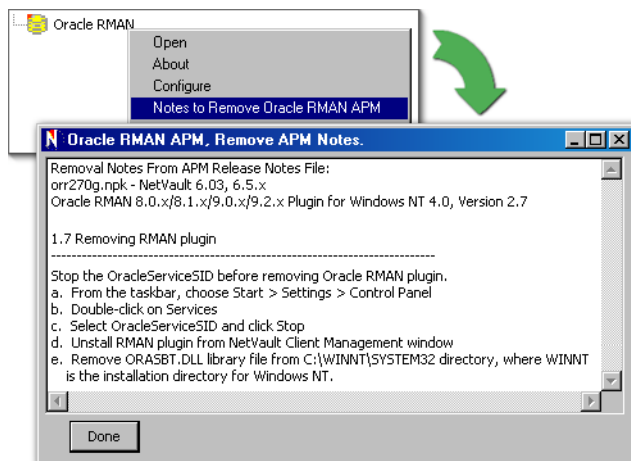 Oracle RMAN
Open
About
Configure
Notes to Remove Oracle RMAN APM
N Oracle RMAN APM, Remove APM Notes.
Removal Notes From APM Release Notes File:
orr270g.npk - NetVault 6.03, 6.5.x
Oracle RMAN 8.0.x/8.1.x/9.0.x/9.2.x Plugin for Windows NT 4.0, Version 2.7
1.7 Removing RMAN plugin
-----------------------------------------------------------------------------
Stop the OracleServiceSID before removing Oracle RMAN plugin.
a. From the taskbar, choose Start > Settings > Control Panel
b. Double-click on Services
c. Select OracleServiceSID and click Stop
d. Unstall RMAN plugin from NetVault Client Management window
e. Remove ORASBT.DLL library file from C:\WINNT\SYSTEM32 directory, where WINNT
is the installation directory for Windows NT.
Done